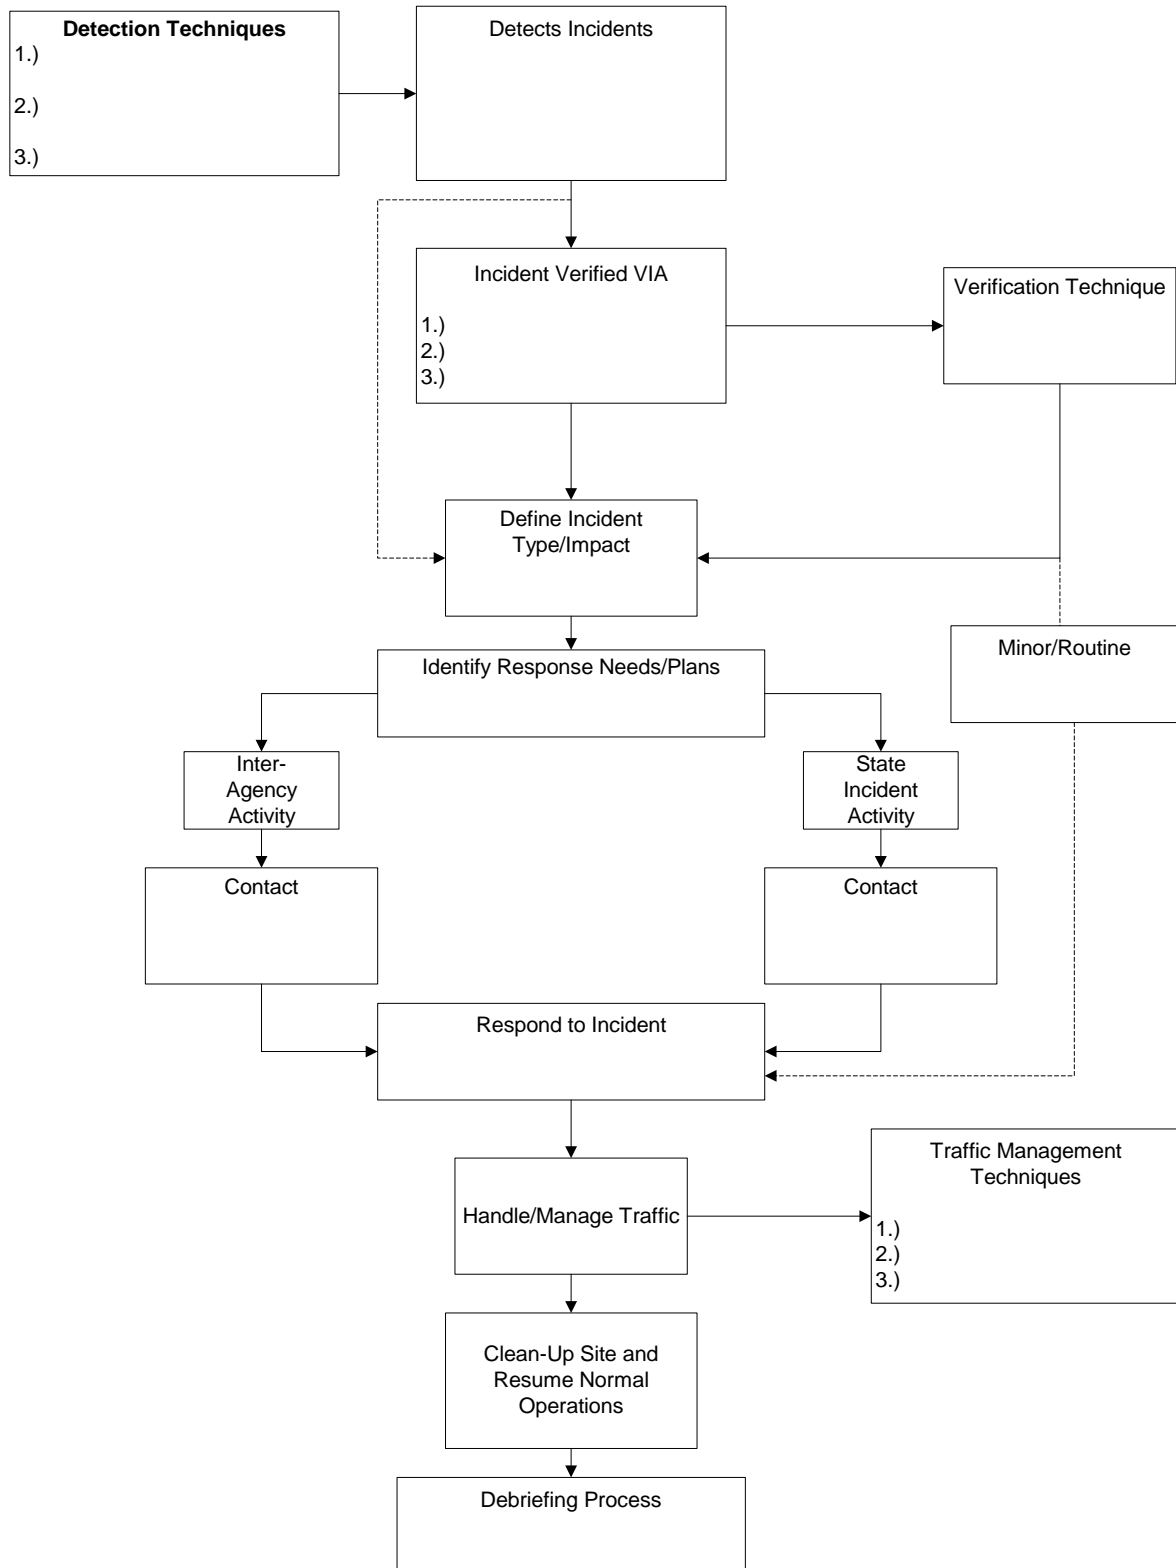 Detection Techniques
1.)
2.)
3.)
Detects Incidents
Incident Verified VIA
1.)
2.)
3.)
Verification Technique
Define Incident
Type/Impact
Minor/Routine
Identify Response Needs/Plans
Inter-
Agency
Activity
State
Incident
Activity
Contact
Contact
Respond to Incident
Traffic Management
Techniques
1.)
2.)
3.)
Handle/Manage Traffic
Clean-Up Site and
Resume Normal
Operations
Debriefing Process